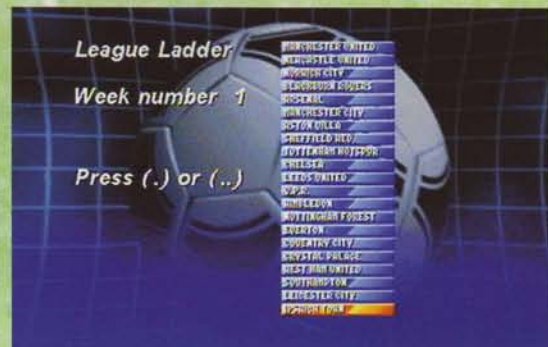 League Ladder
Week number 1
Press (.) or (..)
MANCHESTER UNITED
NEWCASTLE UNITED
NORWICH CITY
BLACKBURN ROVERS
ARSENAL
MANCHESTER CITY
ASTON VILLA
SHEFFIELD WED.
TOTTENHAM HOTSPUR
CHELSEA
LEEDS UNITED
Q.P.R.
WIMBLEDON
NOTTINGHAM FOREST
EVERTON
COVENTRY CITY
CRYSTAL PALACE
WEST HAM UNITED
SOUTHAMPTON
LEICESTER CITY
IPSWICH TOWN